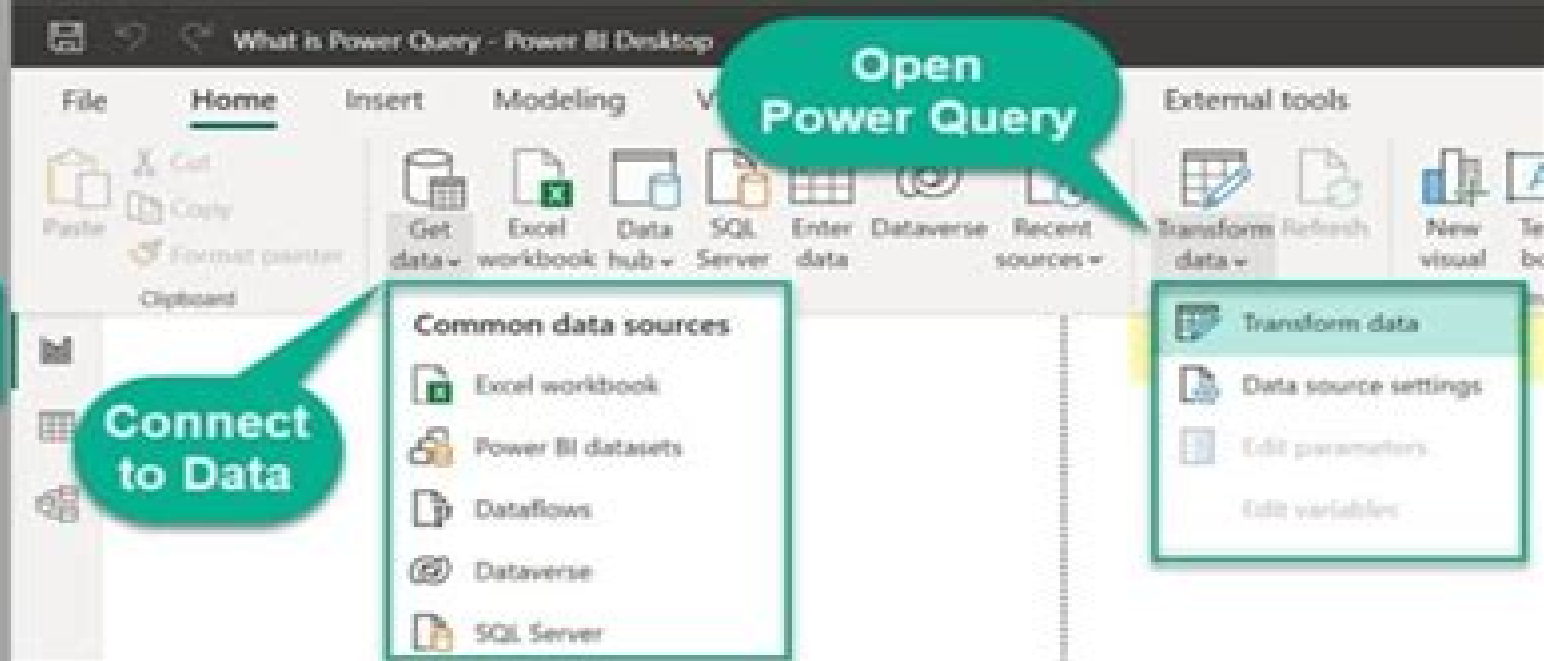 What is Power Query - Power BI Desktop
Open
Power Query
File Home Insert Modeling V External tools
Cut
Copy
Format painter
Paste
Clipboard
Get data
Excel workbook
Data hub
SQL Server
Enter data
Dataverse
Recent sources
Transform data
Refresh
New visual
Te
bo
Connect
to Data
Common data sources
Excel workbook
Power BI datasets
Dataflows
Dataverse
SQL Server
Transform data
Data source settings
Edit parameters
Edit variables